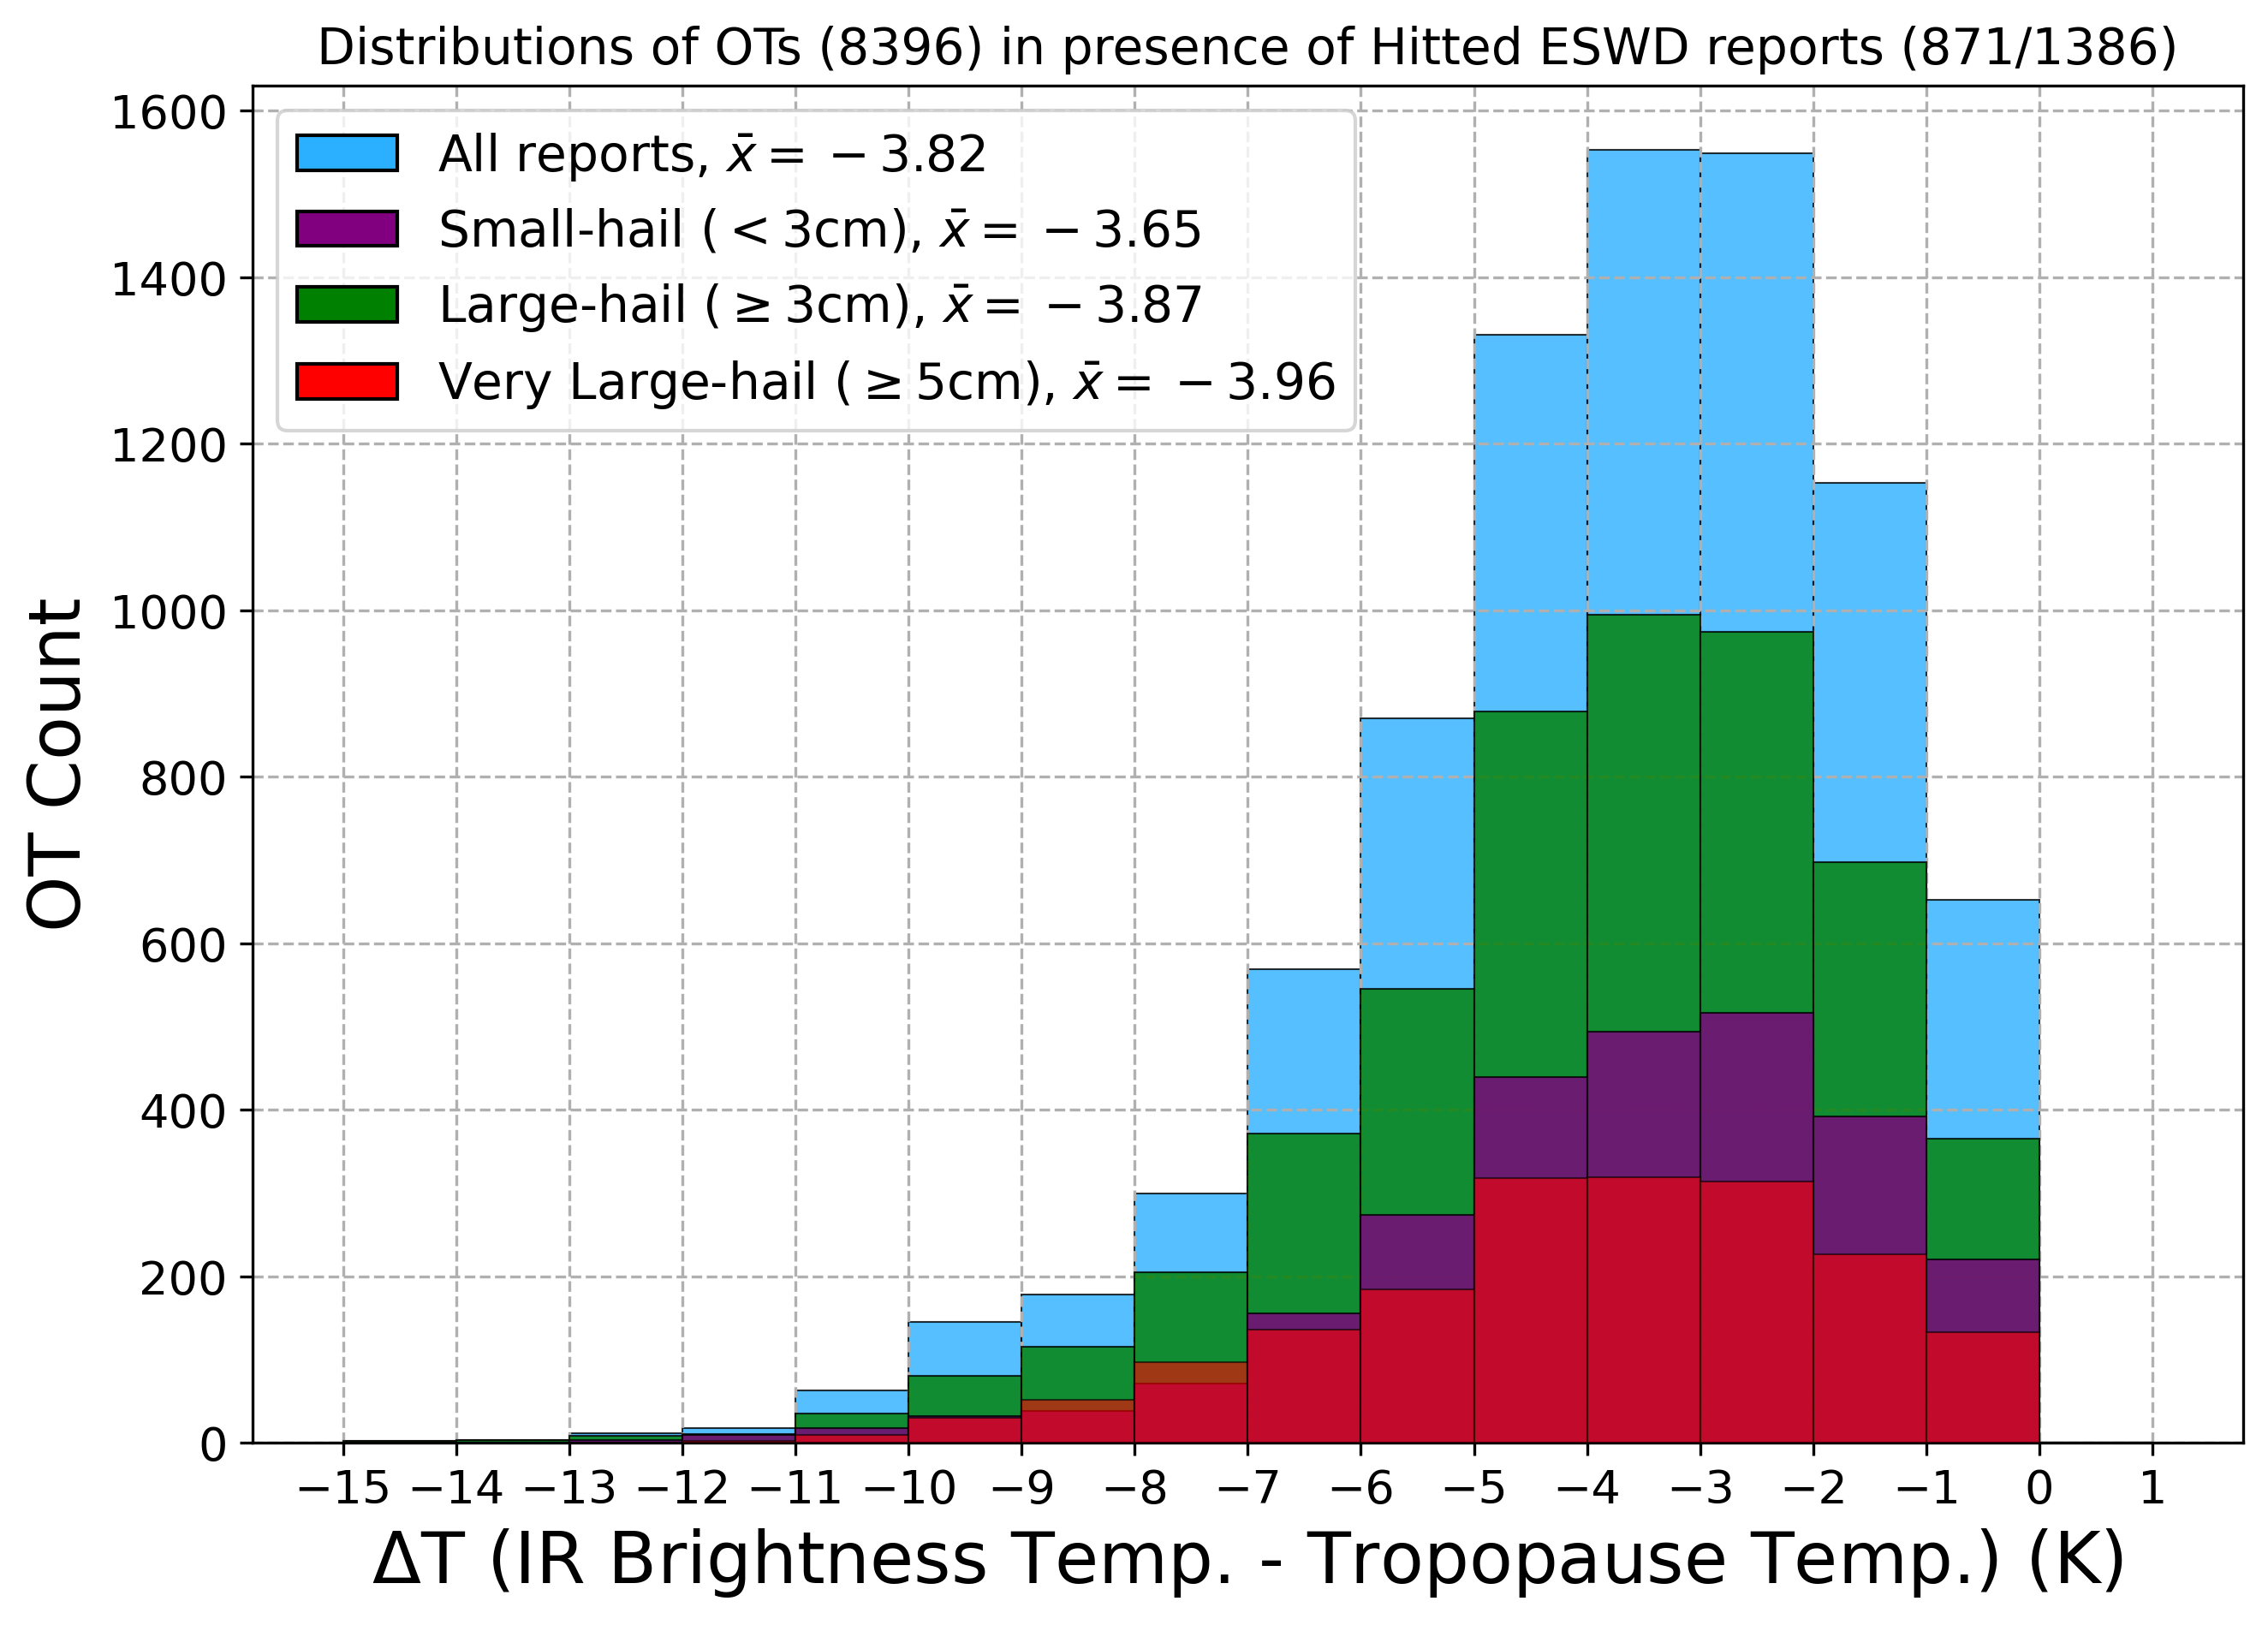 Distributions of OTs (8396) in presence of Hitted ESWD reports (871/1386)
All reports, x̄ = −3.82
Small-hail (<3cm), x̄ = −3.65
Large-hail (≥3cm), x̄ = −3.87
Very Large-hail (≥5cm), x̄ = −3.96
OT Count
1600
1400
1200
1000
800
600
400
200
0
−15 −14 −13 −12 −11 −10 −9 −8 −7 −6 −5 −4 −3 −2 −1 0 1
ΔT (IR Brightness Temp. - Tropopause Temp.) (K)